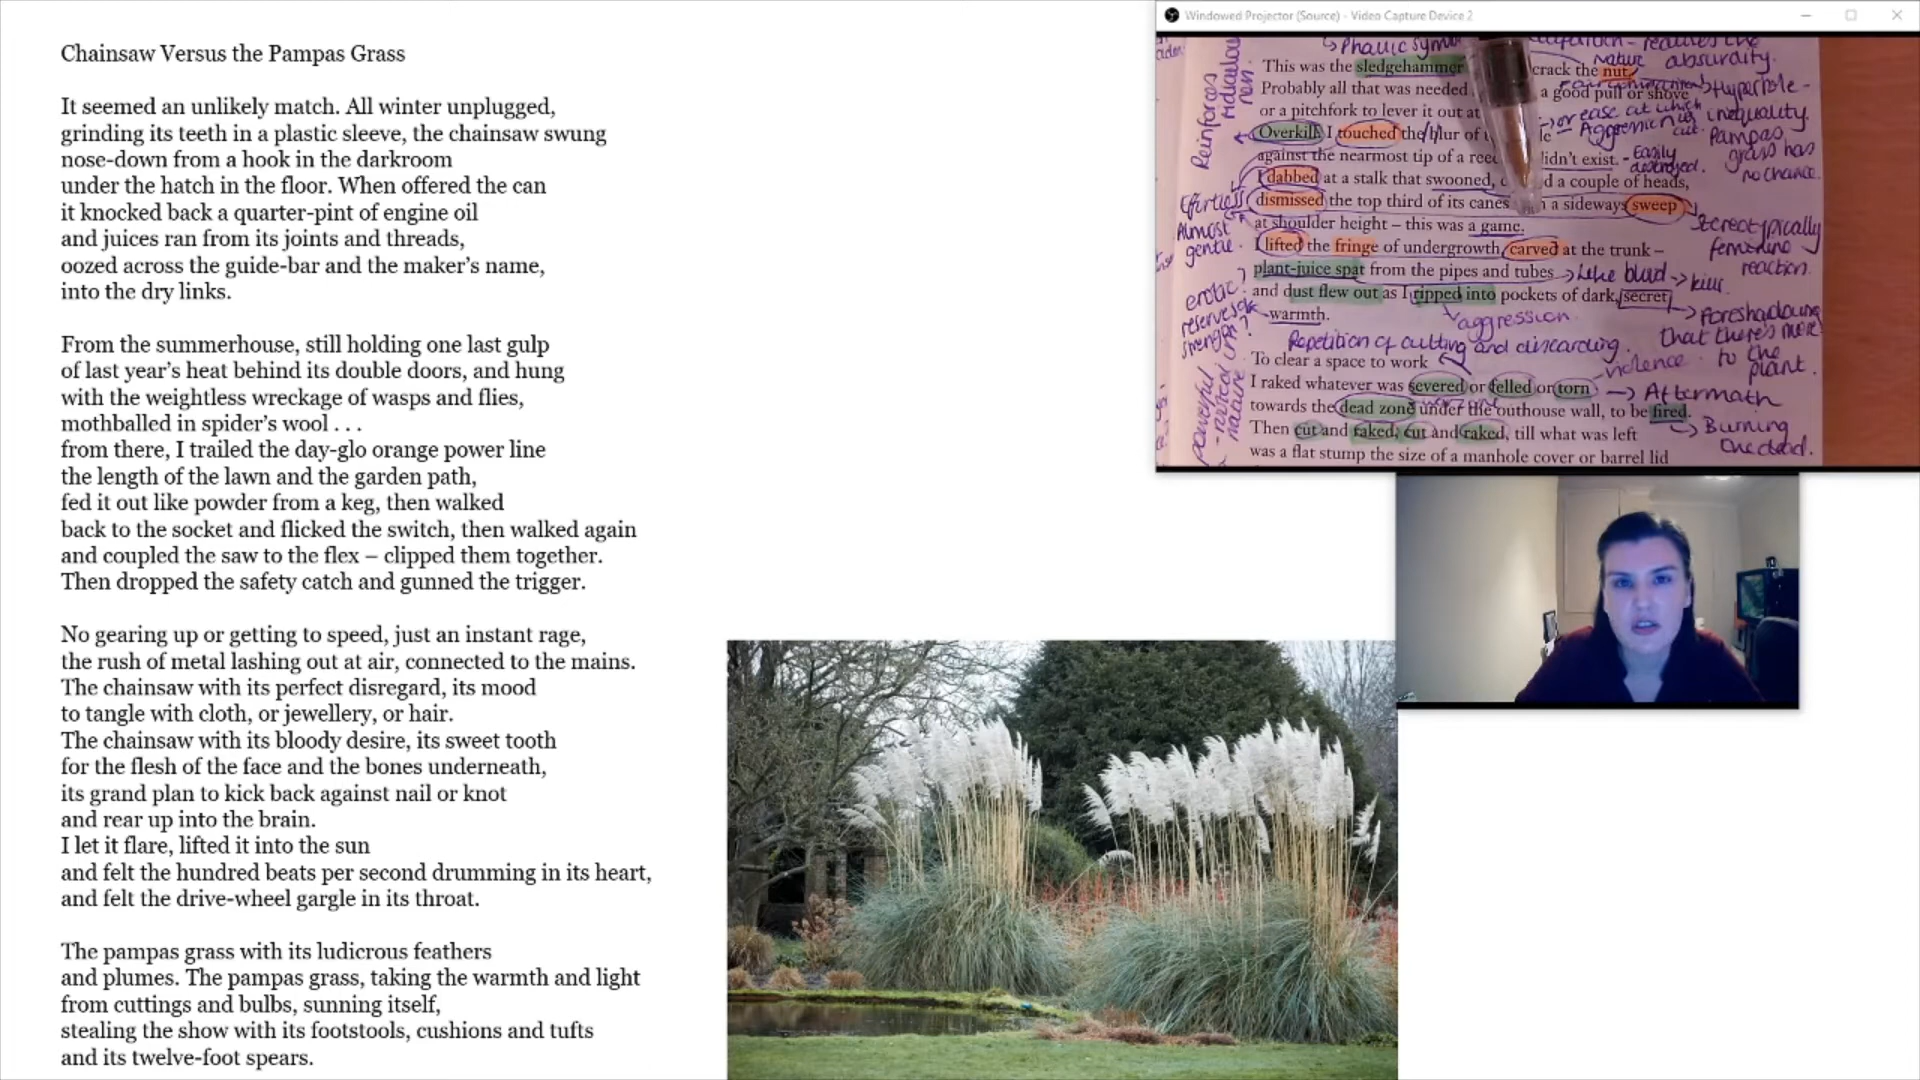 Chainsaw Versus the Pampas Grass
It seemed an unlikely match. All winter unplugged,
grinding its teeth in a plastic sleeve, the chainsaw swung
nose-down from a hook in the darkroom
under the hatch in the floor. When offered the can
it knocked back a quarter-pint of engine oil
and juices ran from its joints and threads,
oozed across the guide-bar and the maker's name,
into the dry links.
From the summerhouse, still holding one last gulp
of last year's heat behind its double doors, and hung
with the weightless wreckage of wasps and flies,
mothballed in spider's wool . . .
from there, I trailed the day-glo orange power line
the length of the lawn and the garden path,
fed it out like powder from a keg, then walked
back to the socket and flicked the switch, then walked again
and coupled the saw to the flex – clipped them together.
Then dropped the safety catch and gunned the trigger.
No gearing up or getting to speed, just an instant rage,
the rush of metal lashing out at air, connected to the mains.
The chainsaw with its perfect disregard, its mood
to tangle with cloth, or jewellery, or hair.
The chainsaw with its bloody desire, its sweet tooth
for the flesh of the face and the bones underneath,
its grand plan to kick back against nail or knot
and rear up into the brain.
I let it flare, lifted it into the sun
and felt the hundred beats per second drumming in its heart,
and felt the drive-wheel gargle in its throat.
The pampas grass with its ludicrous feathers
and plumes. The pampas grass, taking the warmth and light
from cuttings and bulbs, sunning itself,
stealing the show with its footstools, cushions and tufts
and its twelve-foot spears.
Windowed Projector (Source) - Video Capture Device 2
Phallic
This was the sledgehammer crack the nut.
nature absurdity.
Probably all that was needed a good pull or shove
Hyperbole -
or a pitchfork to lever it out at
or ease at which
inequality.
Overkill. I touched the blur of
Pampas
grass has
no chance.
against the nearmost tip of a reed didn't exist.
Easily
destroyed.
I dabbed at a stalk that swooned, d a couple of heads,
dismissed the top third of its canes a sideways sweep
at shoulder height – this was a game.
I lifted the fringe of undergrowth, carved at the trunk –
plant-juice spat from the pipes and tubes
Like blood -> kill.
and dust flew out as I ripped into pockets of dark, secret
warmth.
aggression
Repetition of cutting and discarding.
To clear a space to work
violence
I raked whatever was severed or felled or torn
Aftermath
towards the dead zone under the outhouse wall, to be fired.
Then cut and raked, cut and raked, till what was left
Burning
the dead.
was a flat stump the size of a manhole cover or barrel lid
Reinforces
ridiculous
Effortless
Almost
gentle.
erotic?
reserves of
strength?
powerful
Stereotypically
feminine
reaction.
Foreshadowing
that there's more
to the
plant.